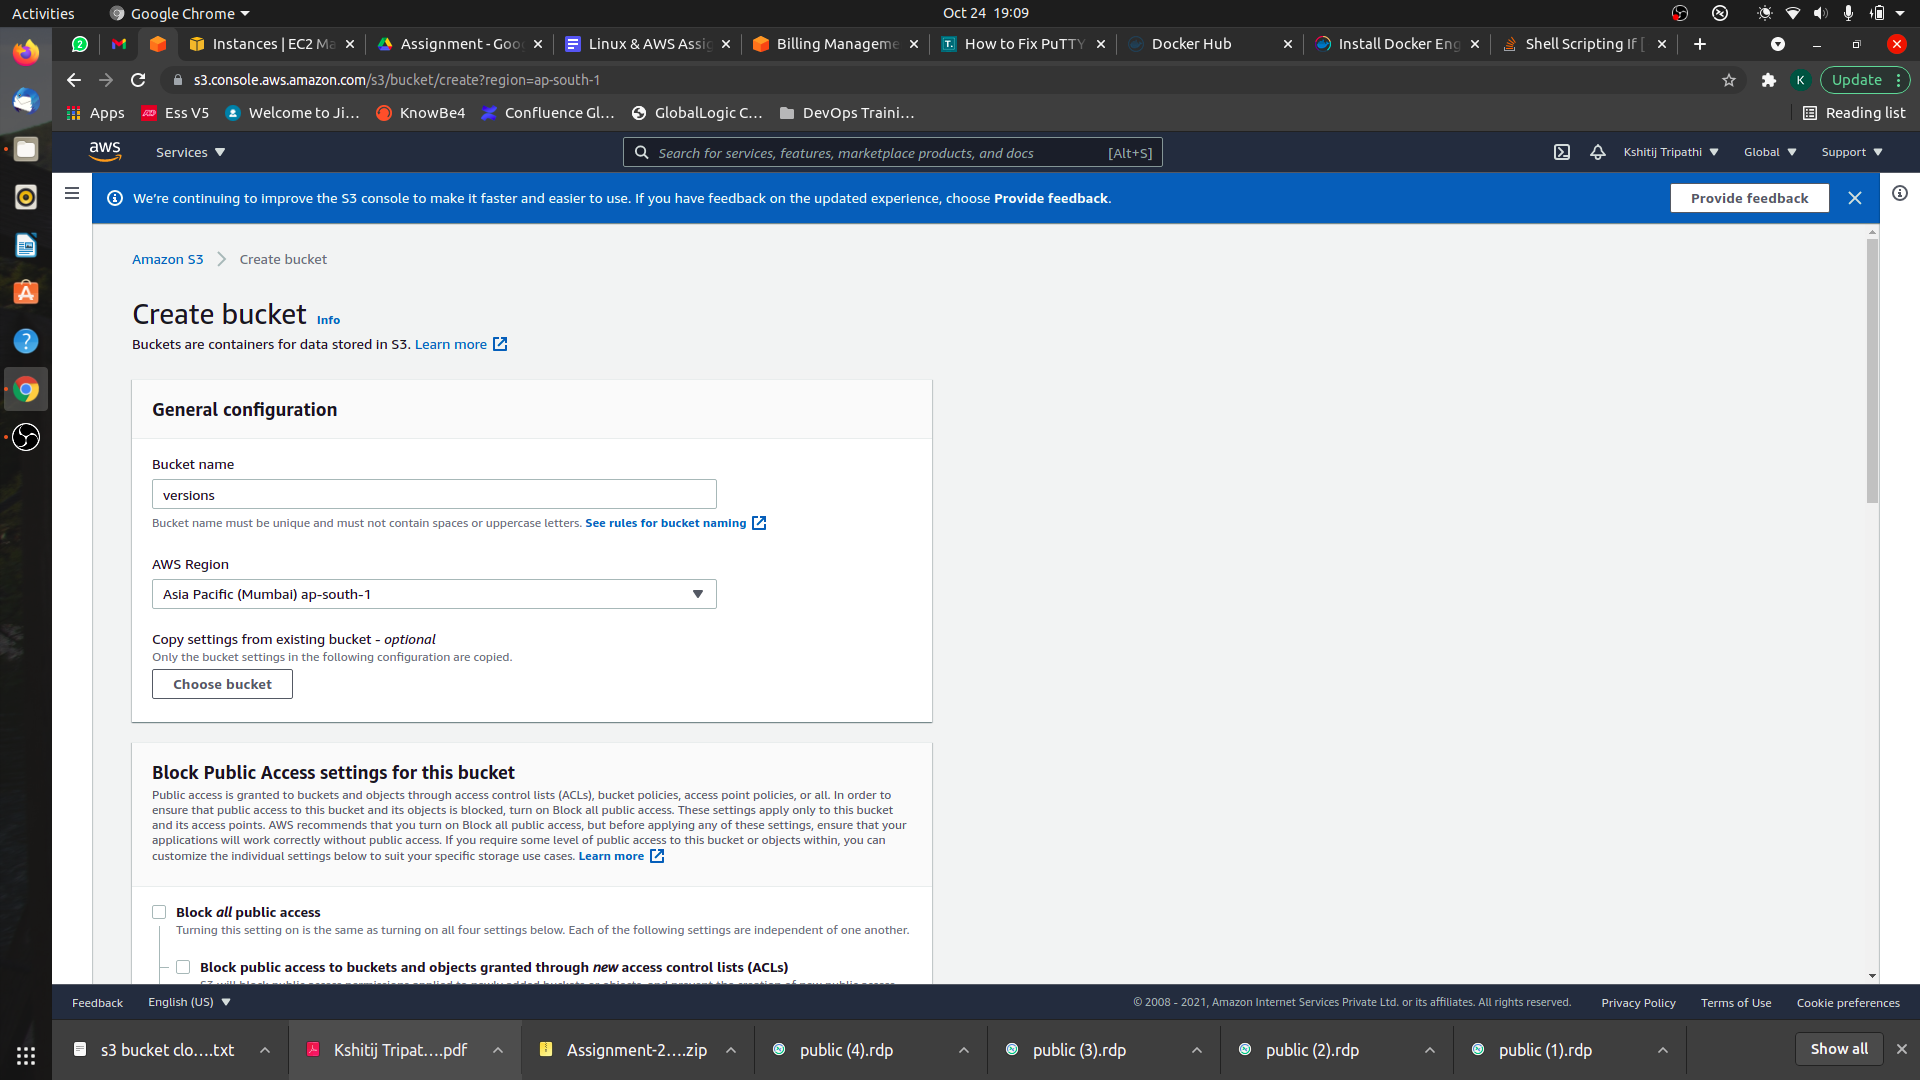 Activities
Google Chrome
Oct 24 19:09
2
Instances | EC2 Ma
Assignment - Goo
Linux & AWS Assig
Billing Manageme
How to Fix PuTTY
Docker Hub
Install Docker Eng
Shell Scripting If [
s3.console.aws.amazon.com/s3/bucket/create?region=ap-south-1
K
Update
Apps
Ess V5
Welcome to Ji...
KnowBe4
Confluence Gl...
GlobalLogic C...
DevOps Traini...
Reading list
aws
Services
Search for services, features, marketplace products, and docs
[Alt+S]
Kshitij Tripathi
Global
Support
We're continuing to improve the S3 console to make it faster and easier to use. If you have feedback on the updated experience, choose Provide feedback.
Provide feedback
Amazon S3
Create bucket
Create bucket Info
Buckets are containers for data stored in S3. Learn more
General configuration
Bucket name
versions
Bucket name must be unique and must not contain spaces or uppercase letters. See rules for bucket naming
AWS Region
Asia Pacific (Mumbai) ap-south-1
Copy settings from existing bucket - optional
Only the bucket settings in the following configuration are copied.
Choose bucket
Block Public Access settings for this bucket
Public access is granted to buckets and objects through access control lists (ACLs), bucket policies, access point policies, or all. In order to
ensure that public access to this bucket and its objects is blocked, turn on Block all public access. These settings apply only to this bucket
and its access points. AWS recommends that you turn on Block all public access, but before applying any of these settings, ensure that your
applications will work correctly without public access. If you require some level of public access to this bucket or objects within, you can
customize the individual settings below to suit your specific storage use cases. Learn more
Block all public access
Turning this setting on is the same as turning on all four settings below. Each of the following settings are independent of one another.
Block public access to buckets and objects granted through new access control lists (ACLs)
Feedback
English (US)
© 2008 - 2021, Amazon Internet Services Private Ltd. or its affiliates. All rights reserved.
Privacy Policy
Terms of Use
Cookie preferences
s3 bucket clo....txt
Kshitij Tripat....pdf
Assignment-2....zip
public (4).rdp
public (3).rdp
public (2).rdp
public (1).rdp
Show all